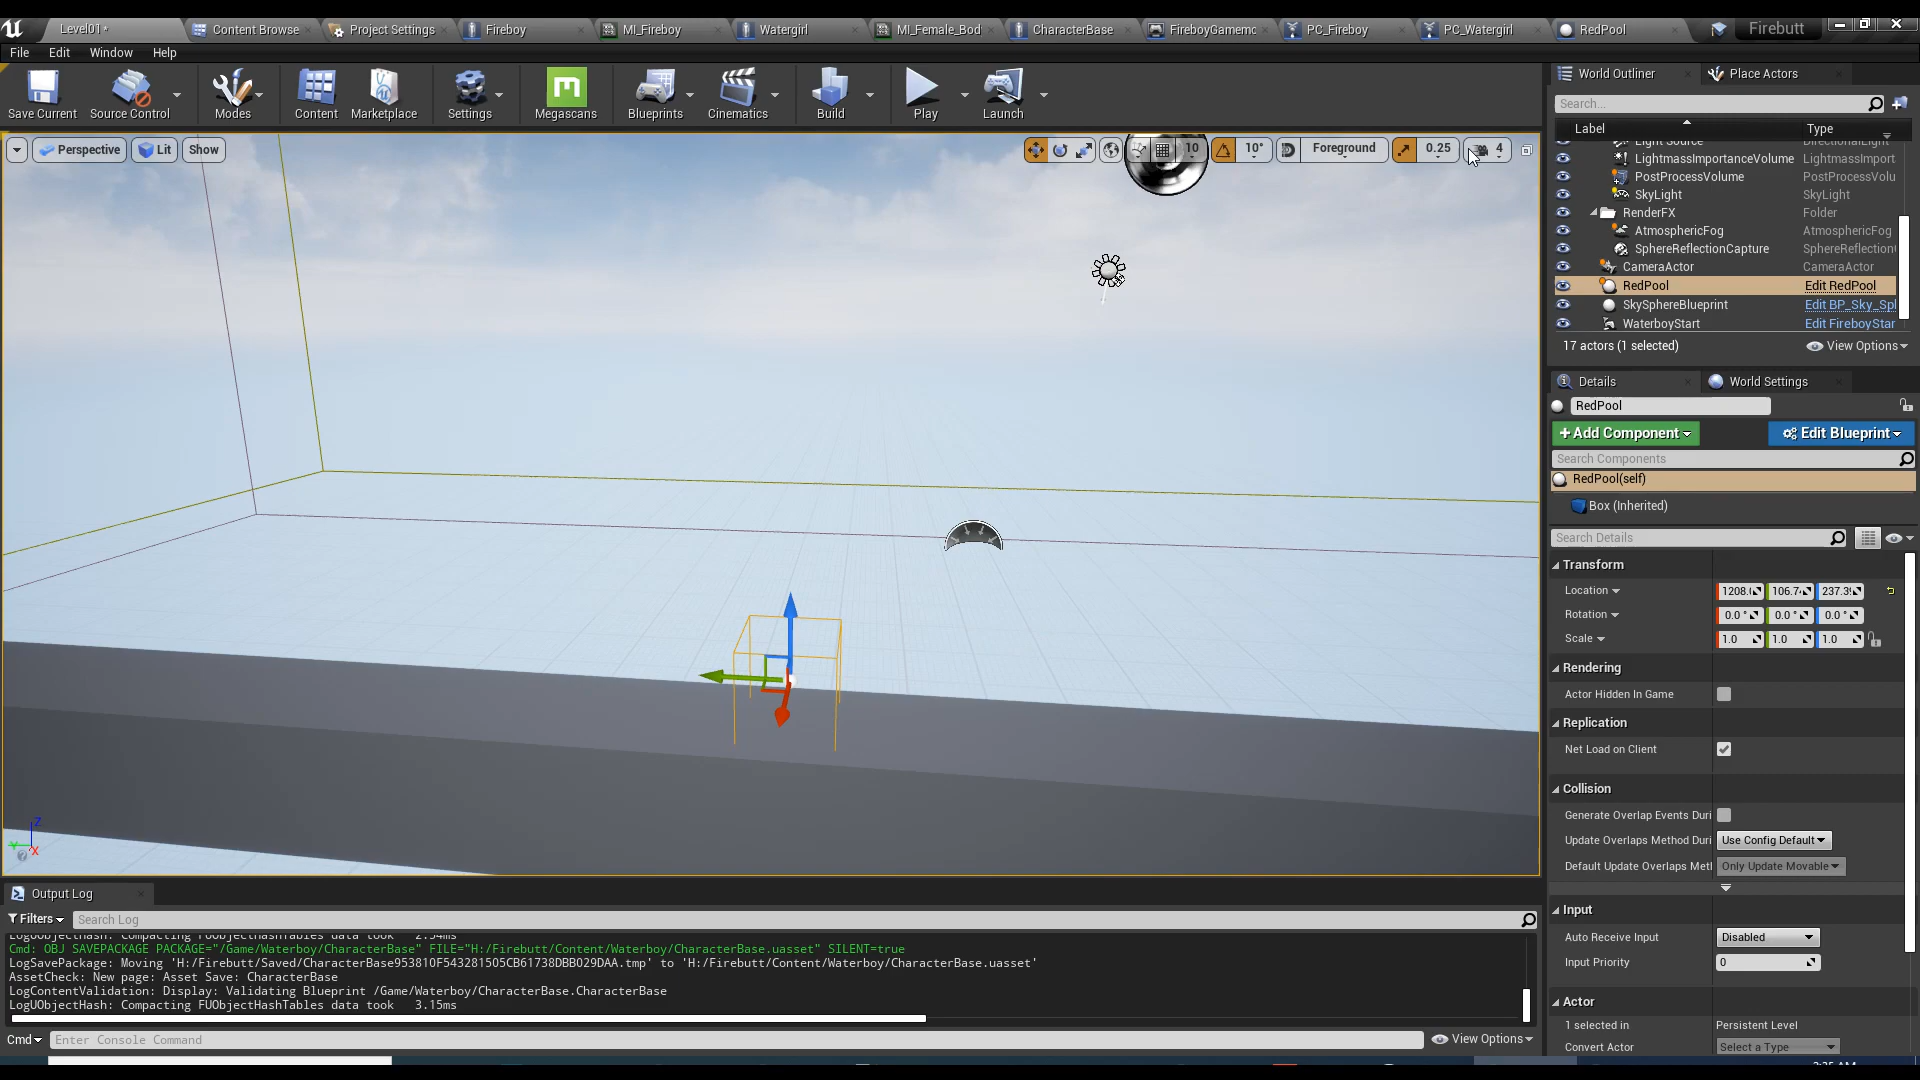 Level01*
Content Browse
Project Settings
Fireboy
MI_Fireboy
Watergirl
MI_Female_Bod
CharacterBase
FireboyGamemc
PC_Fireboy
PC_Watergirl
RedPool
Firebutt
File
Edit
Window
Help
Save Current
Source Control
Modes
Content
Marketplace
Settings
Megascans
Blueprints
Cinematics
Build
Play
Launch
Perspective
Lit
Show
10
10°
Foreground
0.25
4
World Outliner
Place Actors
Search...
Label
Type
Light Source
DirectionalLight
LightmassImportanceVolume
LightmassImport
PostProcessVolume
PostProcessVolu
SkyLight
SkyLight
RenderFX
Folder
AtmosphericFog
AtmosphericFog
SphereReflectionCapture
SphereReflection
CameraActor
CameraActor
RedPool
Edit RedPool
SkySphereBlueprint
Edit BP_Sky_Spl
WaterboyStart
Edit FireboyStar
17 actors (1 selected)
View Options
Details
World Settings
RedPool
+Add Component
Edit Blueprint
Search Components
RedPool(self)
Box (Inherited)
Search Details
Transform
Location
1208.
106.7
237.3
Rotation
0.0 °
0.0 °
0.0 °
Scale
1.0
1.0
1.0
Rendering
Actor Hidden In Game
Replication
Net Load on Client
Collision
Generate Overlap Events Duri
Update Overlaps Method Duri
Use Config Default
Default Update Overlaps Metl
Only Update Movable
Input
Auto Receive Input
Disabled
Input Priority
0
Actor
1 selected in
Persistent Level
Convert Actor
Select a Type
Z
Y
X
Output Log
Filters
Search Log
LogUObjectHash: Compacting FUObjectHashTables data took   2.54ms
Cmd: OBJ SAVEPACKAGE PACKAGE="/Game/Waterboy/CharacterBase" FILE="H:/Firebutt/Content/Waterboy/CharacterBase.uasset" SILENT=true
LogSavePackage: Moving 'H:/Firebutt/Saved/CharacterBase953810F543281505CB61738DBB029DAA.tmp' to 'H:/Firebutt/Content/Waterboy/CharacterBase.uasset'
AssetCheck: New page: Asset Save: CharacterBase
LogContentValidation: Display: Validating Blueprint /Game/Waterboy/CharacterBase.CharacterBase
LogUObjectHash: Compacting FUObjectHashTables data took   3.15ms
Cmd
Enter Console Command
View Options